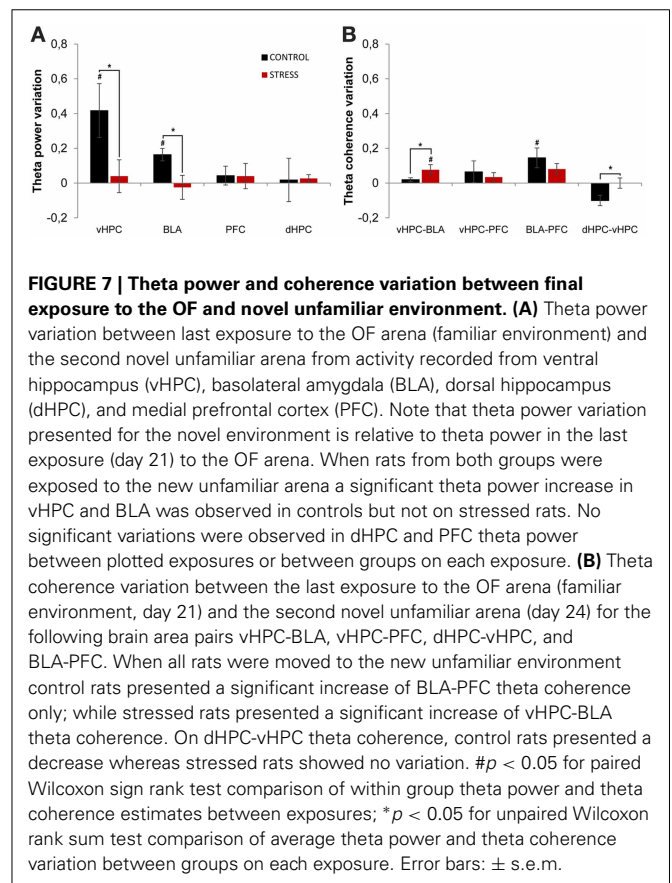 A
B
0,8
0,6
0,4
0,2
0
-0,2
Theta power variation
CONTROL
STRESS
#
*
#
*
vHPC BLA PFC dHPC
0,8
0,6
0,4
0,2
0
-0,2
Theta coherence variation
*
#
#
*
vHPC-BLA vHPC-PFC BLA-PFC dHPC-vHPC
FIGURE 7 | Theta power and coherence variation between final
exposure to the OF and novel unfamiliar environment. (A) Theta power
variation between last exposure to the OF arena (familiar environment) and
the second novel unfamiliar arena from activity recorded from ventral
hippocampus (vHPC), basolateral amygdala (BLA), dorsal hippocampus
(dHPC), and medial prefrontal cortex (PFC). Note that theta power variation
presented for the novel environment is relative to theta power in the last
exposure (day 21) to the OF arena. When rats from both groups were
exposed to the new unfamiliar arena a significant theta power increase in
vHPC and BLA was observed in controls but not on stressed rats. No
significant variations were observed in dHPC and PFC theta power
between plotted exposures or between groups on each exposure. (B) Theta
coherence variation between the last exposure to the OF arena (familiar
environment, day 21) and the second novel unfamiliar arena (day 24) for the
following brain area pairs vHPC-BLA, vHPC-PFC, dHPC-vHPC, and
BLA-PFC. When all rats were moved to the new unfamiliar environment
control rats presented a significant increase of BLA-PFC theta coherence
only; while stressed rats presented a significant increase of vHPC-BLA
theta coherence. On dHPC-vHPC theta coherence, control rats presented a
decrease whereas stressed rats showed no variation. #p < 0.05 for paired
Wilcoxon sign rank test comparison of within group theta power and theta
coherence estimates between exposures; *p < 0.05 for unpaired Wilcoxon
rank sum test comparison of average theta power and theta coherence
variation between groups on each exposure. Error bars: ± s.e.m.